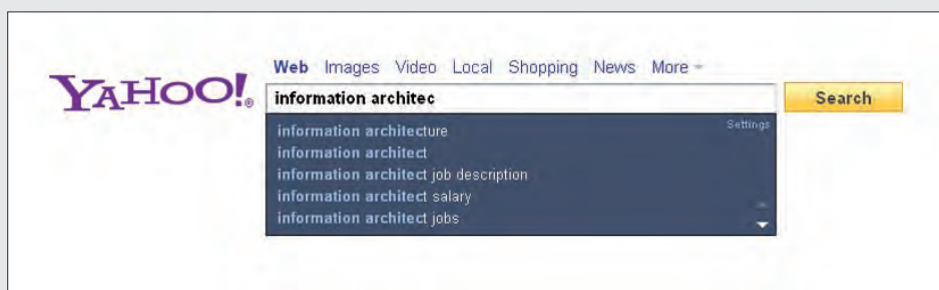 Web Images Video Local Shopping News More
YAHOO!®
information architec
Search
information architecture
Settings
information architect
information architect job description
information architect salary
information architect jobs